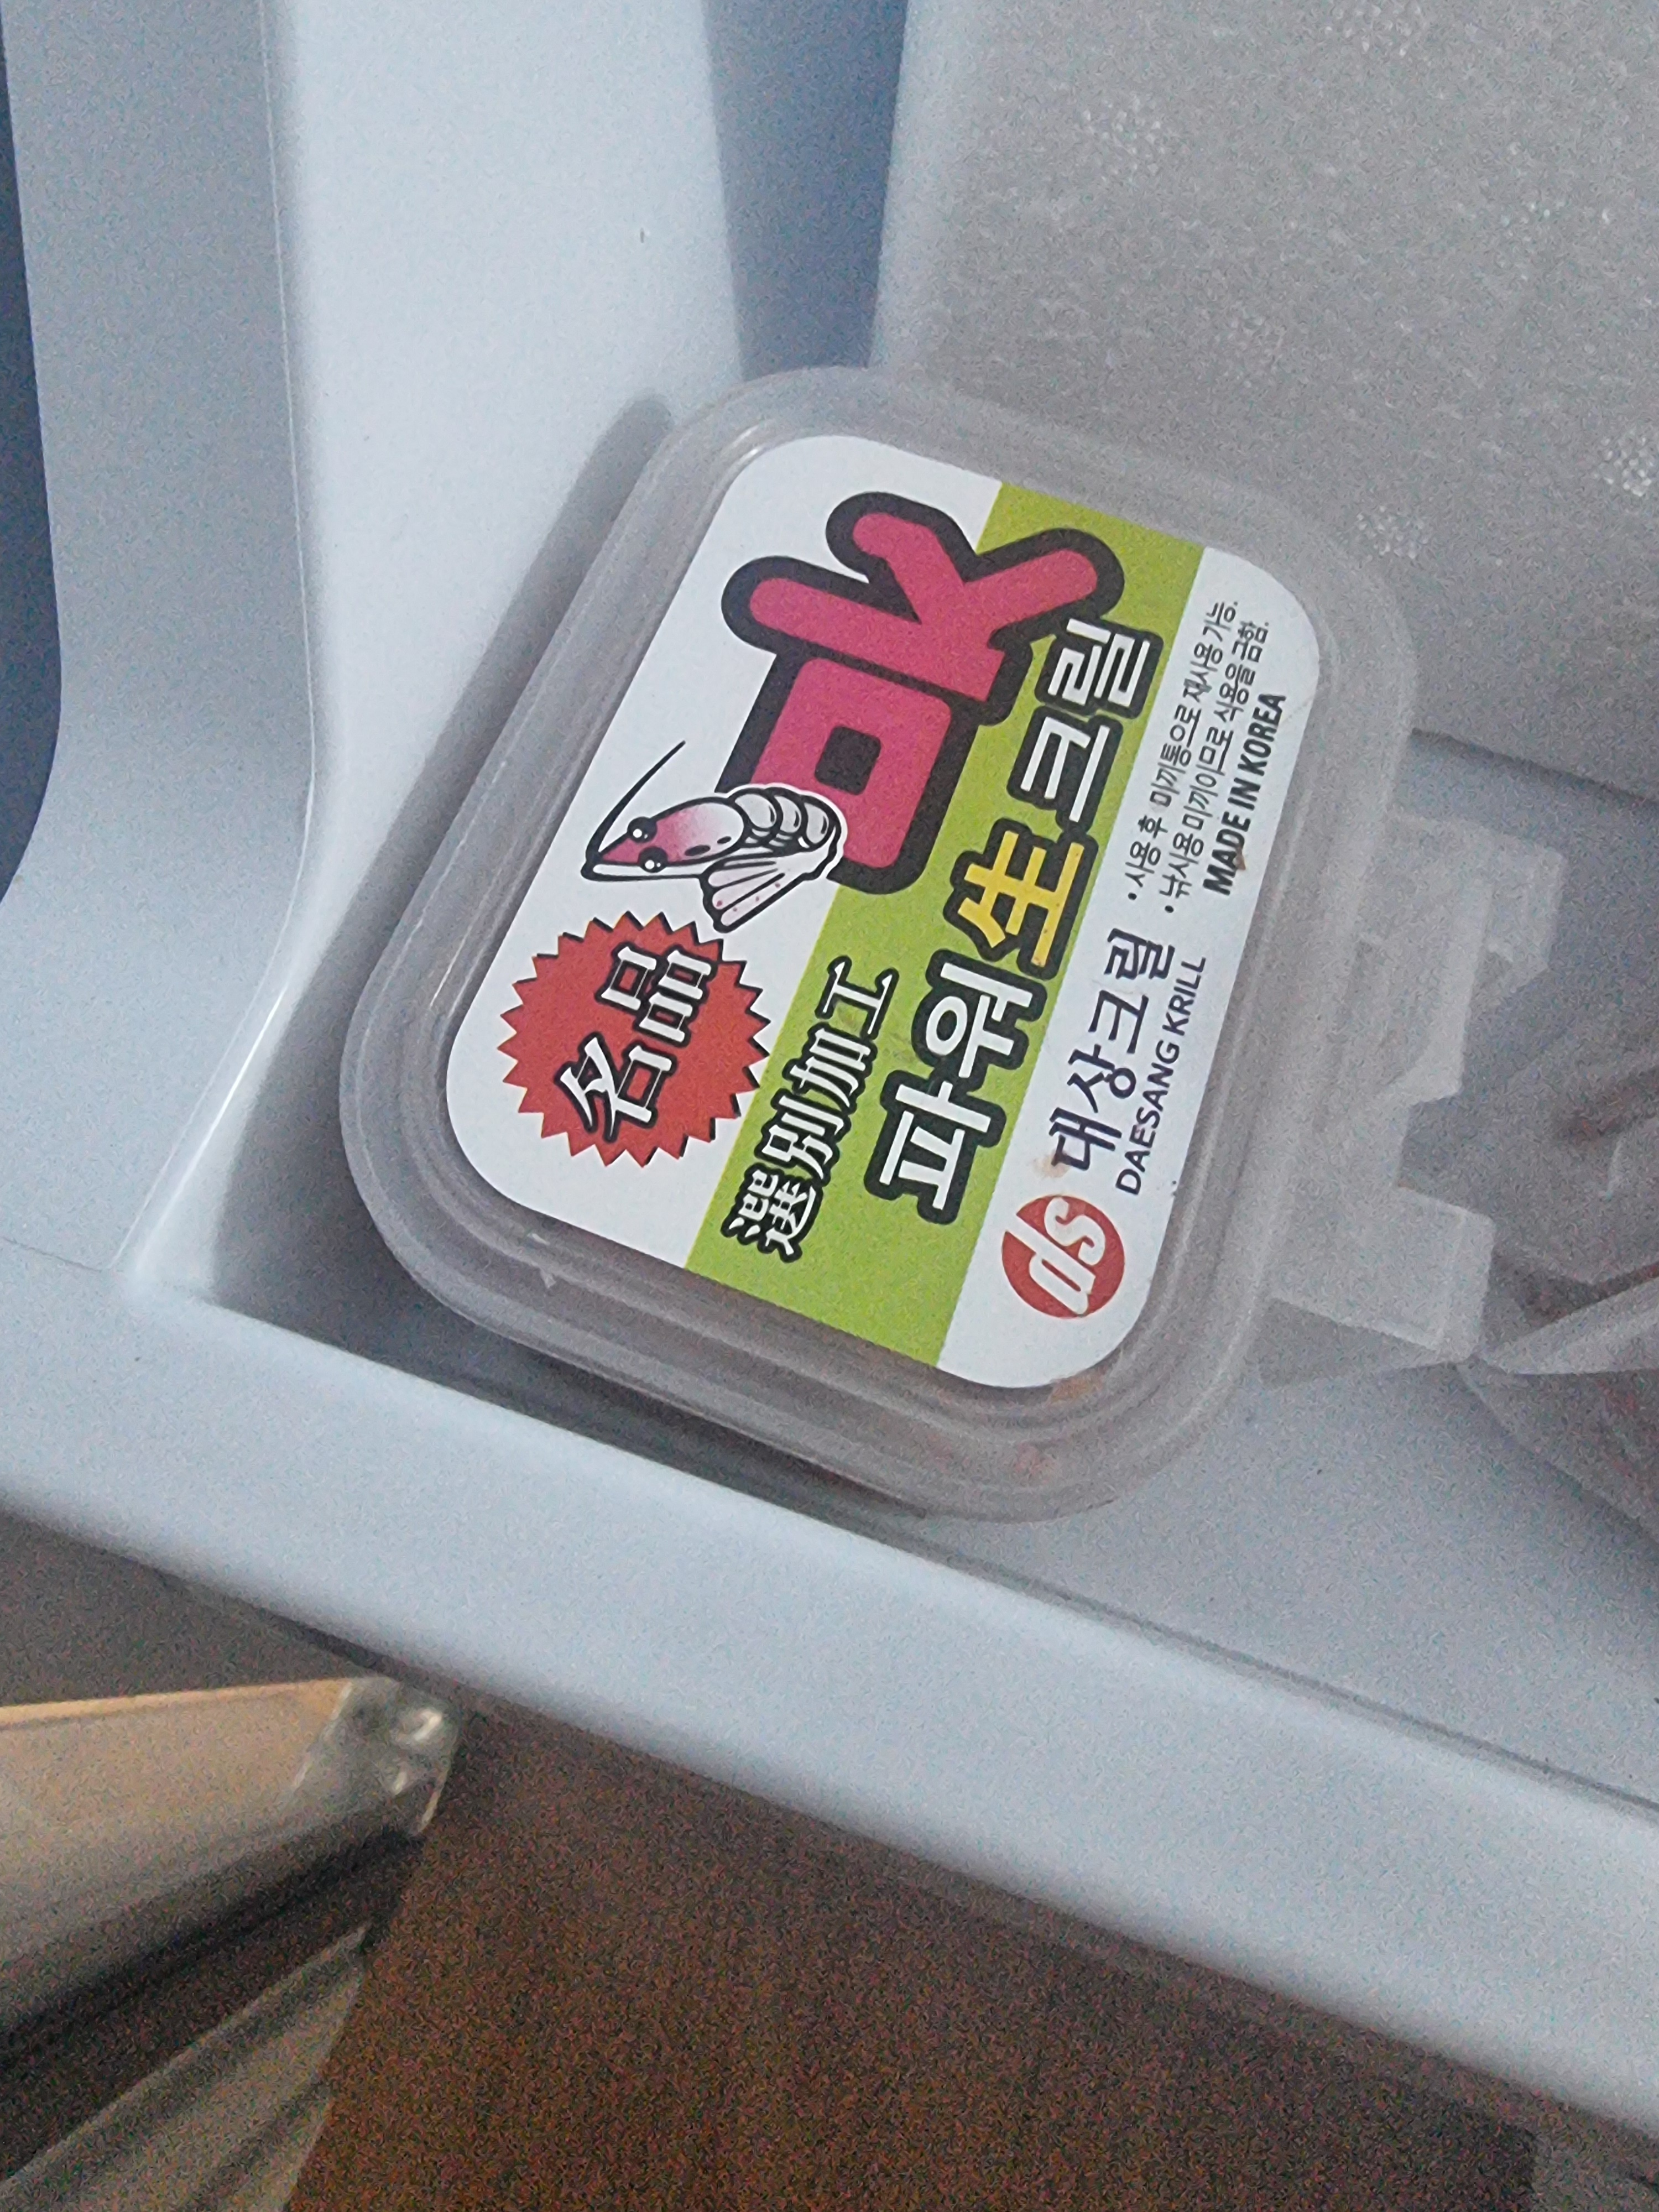 名品
ok
選別加工
파워生크릴
ds
대상크릴
DAESANG KRILL
• 사용 후 미끼통으로 재사용 가능.
• 낚시용 미끼이므로 식용을 금함.
MADE IN KOREA